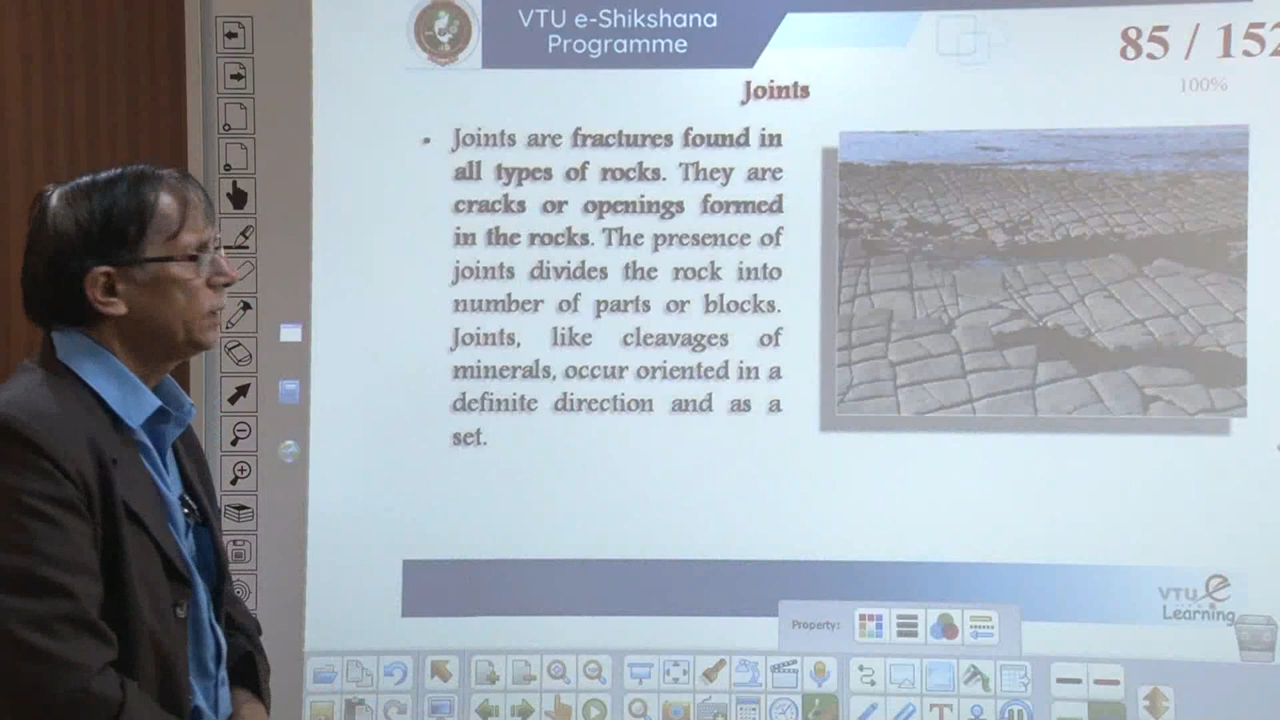 VTU e-Shikshana
Programme
85 / 152
100%
Joints
Joints are fractures found in
all types of rocks. They are
cracks or openings formed
in the rocks. The presence of
joints divides the rock into
number of parts or blocks.
Joints, like cleavages of
minerals, occur oriented in a
definite direction and as a
set.
VTU e
Learning
Property: